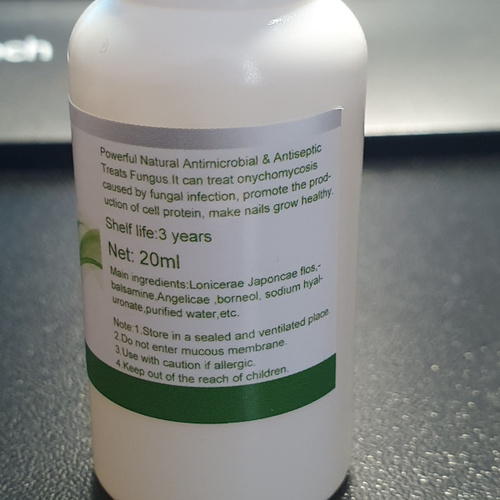 ech
Powerful Natural Antimicrobial & Antiseptic
Treats Fungus.It can treat onychomycosis
caused by fungal infection, promote the prod-
uction of cell protein, make nails grow healthy.
Shelf life:3 years
Net: 20ml
Main ingredients:Lonicerae Japoncae flos,-
balsamine,Angelicae ,borneol, sodium hyal-
uronate,purified water,etc.
Note:1.Store in a sealed and ventilated place.
2.Do not enter mucous membrane.
3.Use with caution if allergic.
4.Keep out of the reach of children.